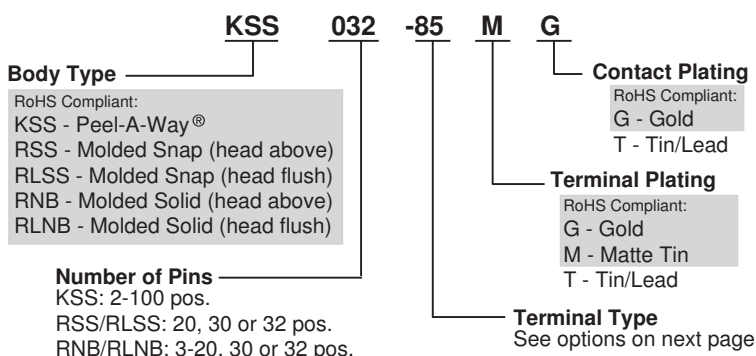 KSS 032 -85 M G
Body Type
RoHS Compliant:
KSS - Peel-A-Way®
RSS - Molded Snap (head above)
RLSS - Molded Snap (head flush)
RNB - Molded Solid (head above)
RLNB - Molded Solid (head flush)
Number of Pins
KSS: 2-100 pos.
RSS/RLSS: 20, 30 or 32 pos.
RNB/RLNB: 3-20, 30 or 32 pos.
Contact Plating
RoHS Compliant:
G - Gold
T - Tin/Lead
Terminal Plating
RoHS Compliant:
G - Gold
M - Matte Tin
T - Tin/Lead
Terminal Type
See options on next page